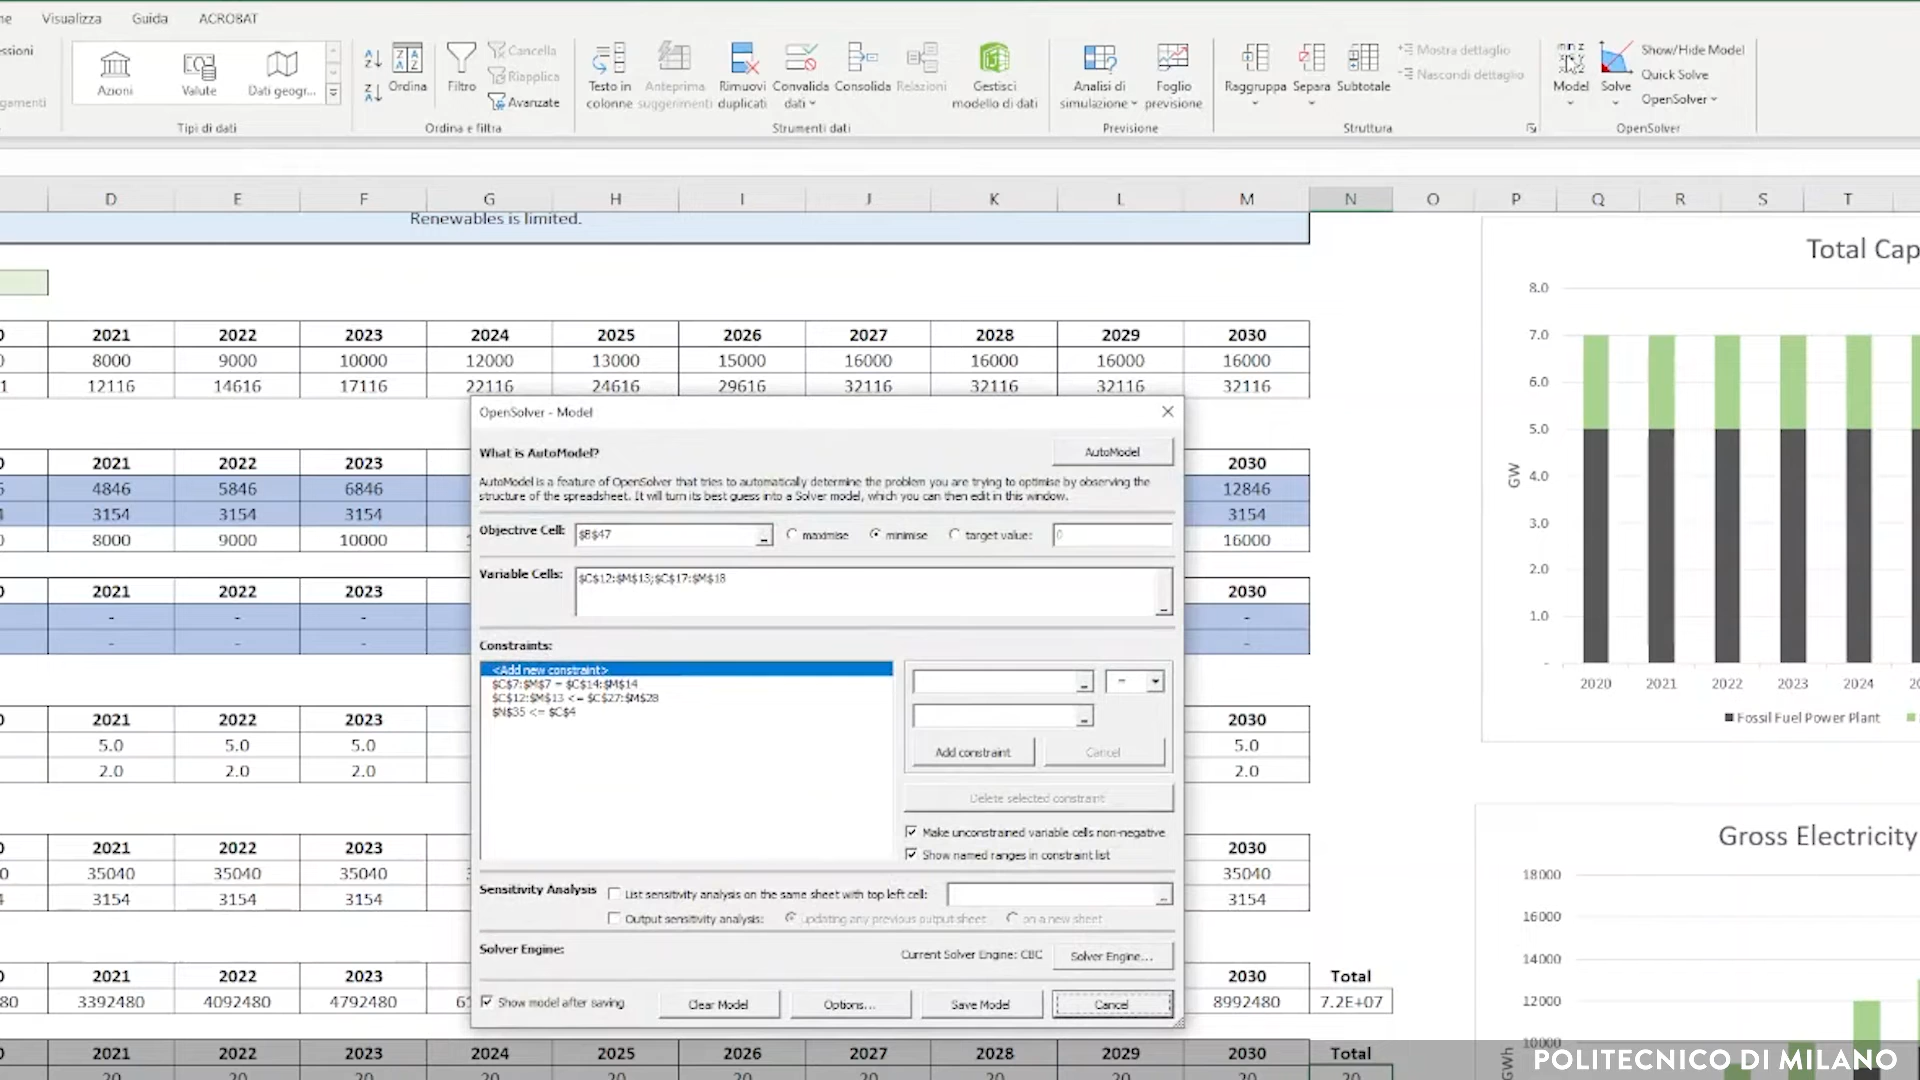 Visualizza Guida ACROBAT
Azioni Valute Dati geogr...
Tipi di dati
Ordina
Filtro
Cancella
Riapplica
Avanzate
Ordina e filtra
Testo in colonne
Anteprima suggerimenti
Rimuovi duplicati
Convalida dati
Consolida
Relazioni
Gestisci modello di dati
Strumenti dati
Analisi di simulazione
Foglio previsione
Previsione
Raggruppa
Separa
Subtotale
Mostra dettaglio
Nascondi dettaglio
Struttura
Model
Solve
Show/Hide Model
Quick Solve
OpenSolver
OpenSolver
D E F G H I J K L M N O P Q R S T
Renewables is limited.
2021 2022 2023 2024 2025 2026 2027 2028 2029 2030
8000 9000 10000 12000 13000 15000 16000 16000 16000 16000
12116 14616 17116 22116 24616 29616 32116 32116 32116 32116
2021 2022 2023 2030
4846 5846 6846 12846
3154 3154 3154 3154
8000 9000 10000 16000
2021 2022 2023 2030
- - - -
- - - -
2021 2022 2023 2030
5.0 5.0 5.0 5.0
2.0 2.0 2.0 2.0
2021 2022 2023 2030
35040 35040 35040 35040
3154 3154 3154 3154
2021 2022 2023 2030 Total
3392480 4092480 4792480 8992480 7.2E+07
2021 2022 2023 2024 2025 2026 2027 2028 2029 2030 Total
OpenSolver - Model
What is AutoModel?
AutoModel
AutoModel is a feature of OpenSolver that tries to automatically determine the problem you are trying to optimise by observing the
structure of the spreadsheet. It will turn its best guess into a Solver model, which you can then edit in this window.
Objective Cell: $B$47 maximise minimise target value: 0
Variable Cells: $C$12:$M$13;$C$17:$M$18
Constraints:
<Add new constraint>
$C$7:$M$7 = $C$14:$M$14
$C$12:$M$13 <= $C$27:$M$28
$N$35 <= $C$4
=
Add constraint Cancel
Delete selected constraint
Make unconstrained variable cells non-negative
Show named ranges in constraint list
Sensitivity Analysis List sensitivity analysis on the same sheet with top left cell:
Output sensitivity analysis: updating any previous output sheet on a new sheet
Solver Engine: Current Solver Engine: CBC Solver Engine...
Show model after saving Clear Model Options... Save Model Cancel
Total Cap
8.0
7.0
6.0
5.0
4.0
3.0
2.0
1.0
-
GW
2020 2021 2022 2023 2024
Fossil Fuel Power Plant
Gross Electricity
18000
16000
14000
12000
10000
GWh
POLITECNICO DI MILANO